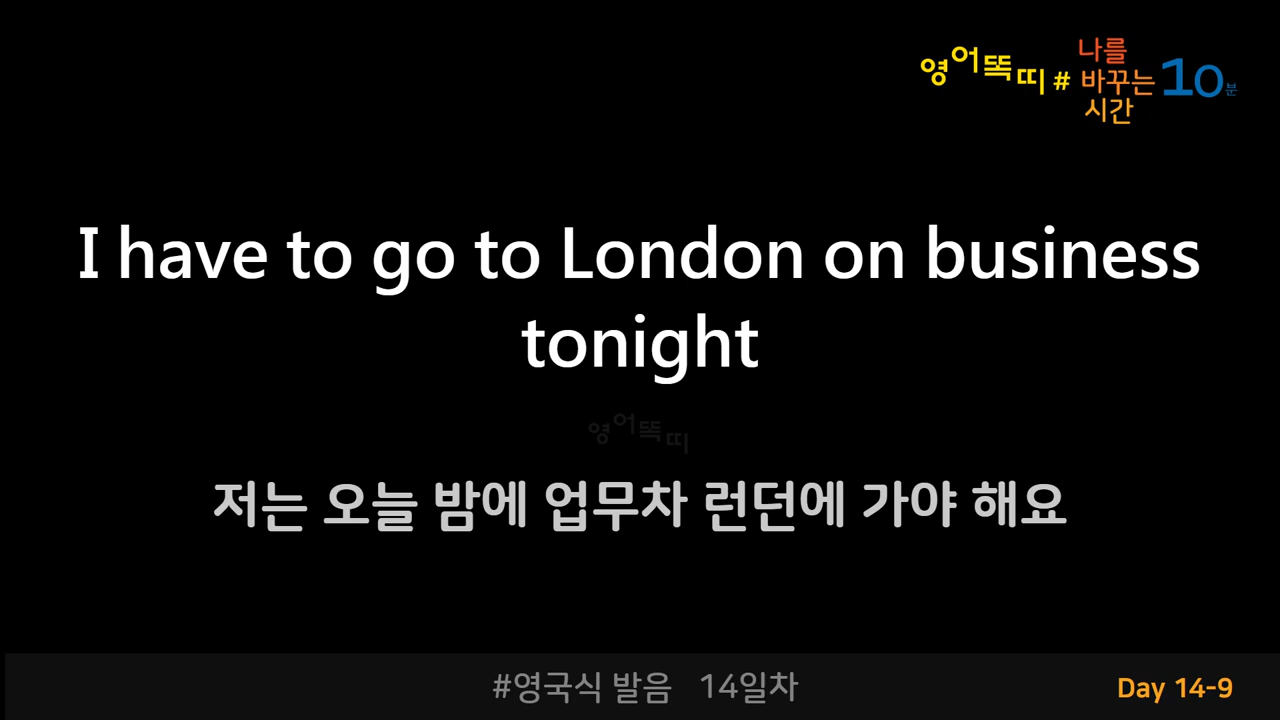 영어똑띠 # 나를 바꾸는 시간 10분
I have to go to London on business
tonight
영어똑띠
저는 오늘 밤에 업무차 런던에 가야 해요
#영국식 발음 14일차
Day 14-9